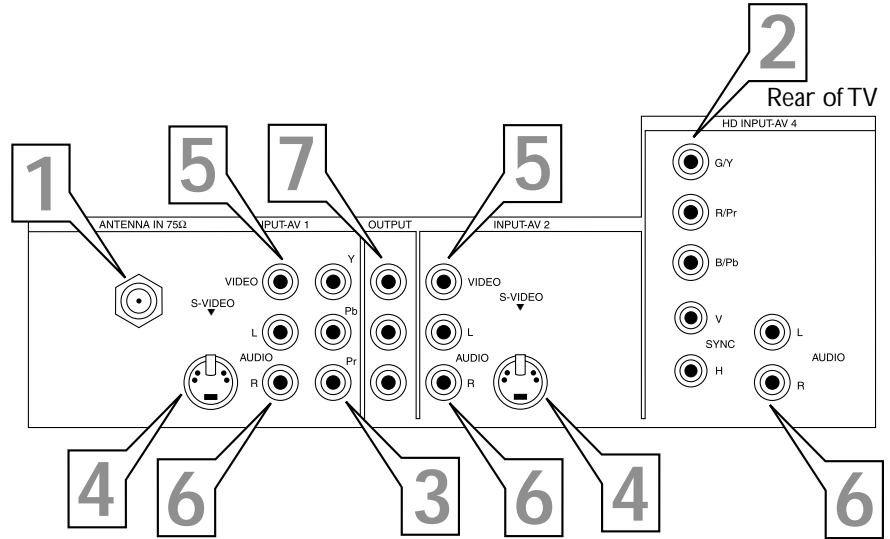 2
Rear of TV
HD INPUT-AV 4
1
5
7
5
G/Y
R/Pr
B/Pb
V
SYNC
H
L
AUDIO
R
ANTENNA IN 75Ω
INPUT-AV 1
OUTPUT
INPUT-AV 2
VIDEO
Y
S-VIDEO
L
Pb
AUDIO
Pr
R
VIDEO
S-VIDEO
L
AUDIO
R
4
6
3
6
4
6